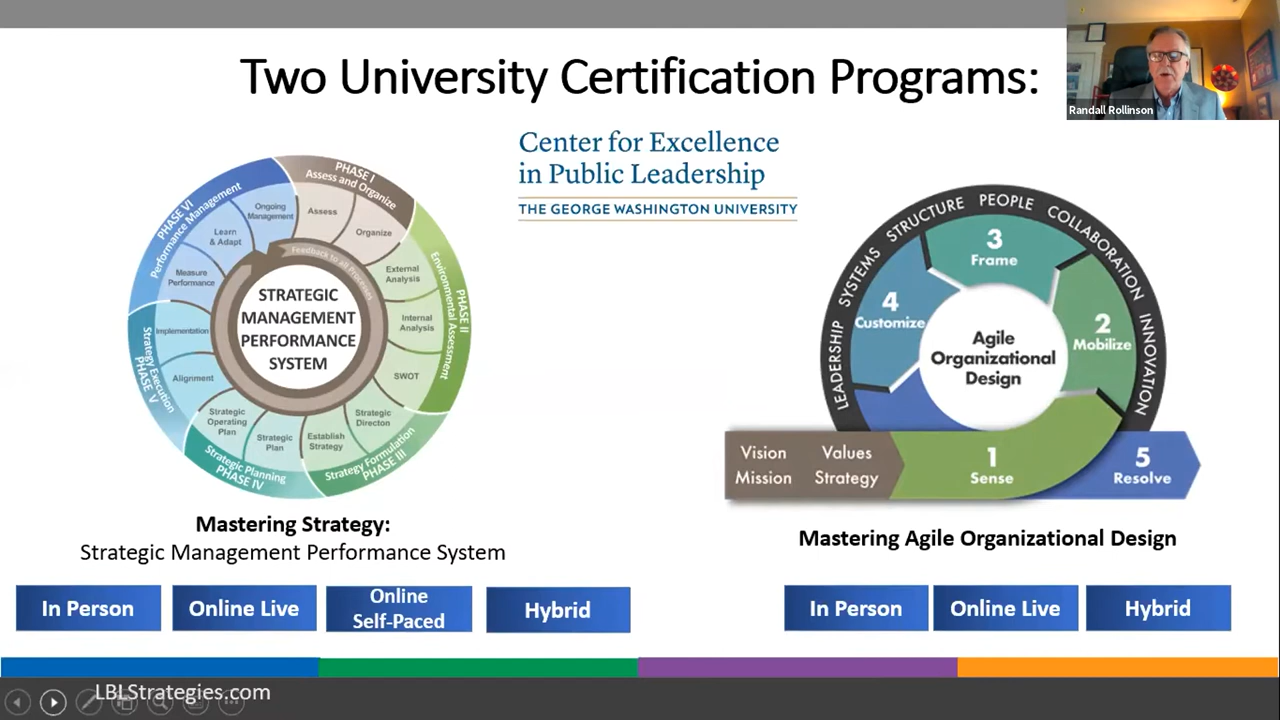 Two University Certification Programs:
Randall Rollinson
Center for Excellence
in Public Leadership
THE GEORGE WASHINGTON UNIVERSITY
PHASE I
Assess and Organize
Assess
Organize
PHASE II
Environmental Assessment
External
Analysis
Internal
Analysis
SWOT
Strategy Formulation
PHASE III
Strategic
Directon
Establish
Strategy
Strategic Planning
PHASE IV
Strategic
Plan
Strategic
Operating
Plan
Strategy Execution
PHASE V
Alignment
Implementation
PHASE VI
Performance Management
Measure
Performance
Learn
& Adapt
Ongoing
Management
Feedback to all Processes
STRATEGIC
MANAGEMENT
PERFORMANCE
SYSTEM
Mastering Strategy:
Strategic Management Performance System
In Person
Online Live
Online
Self-Paced
Hybrid
LEADERSHIP SYSTEMS STRUCTURE PEOPLE COLLABORATION INNOVATION
3
Frame
4
Customize
2
Mobilize
Agile
Organizational
Design
Vision Values
Mission Strategy
1
Sense
5
Resolve
Mastering Agile Organizational Design
In Person
Online Live
Hybrid
LBLStrategies.com